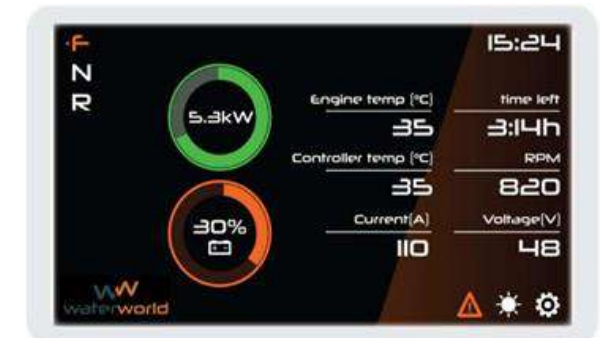 F
15:24
N
R
5.3kW
Engine temp (°C)
time left
35
3:14h
Controller temp (°C)
RPM
35
820
30%
Current(A)
Voltage(V)
110
48
WW
waterworld